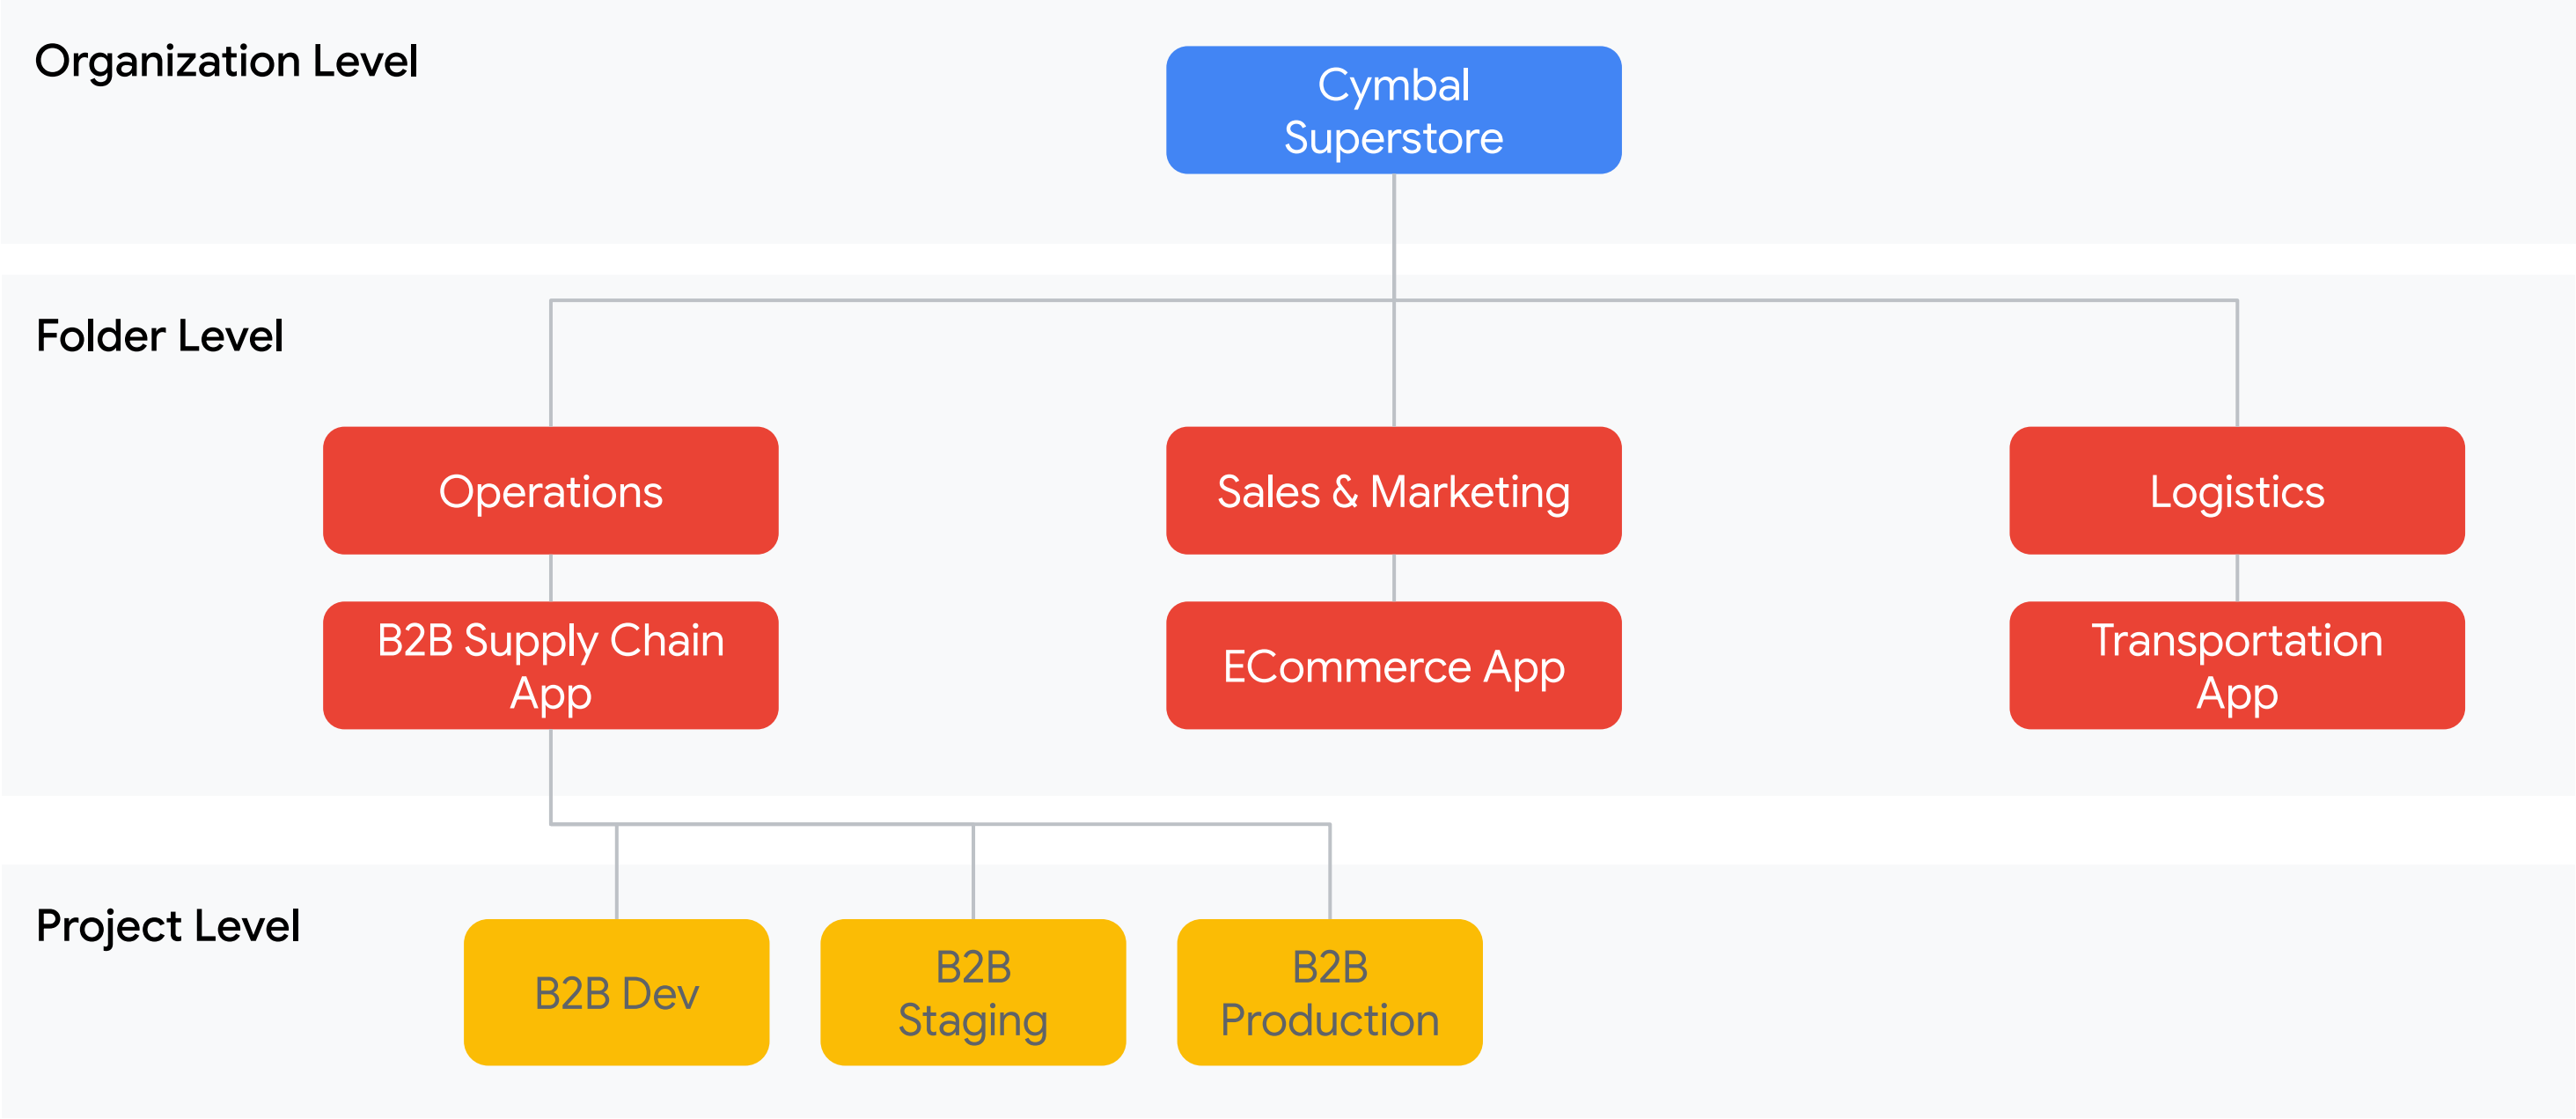 Organization Level
Cymbal
Superstore
Folder Level
Operations
Sales & Marketing
Logistics
B2B Supply Chain
App
ECommerce App
Transportation
App
Project Level
B2B Dev
B2B
Staging
B2B
Production